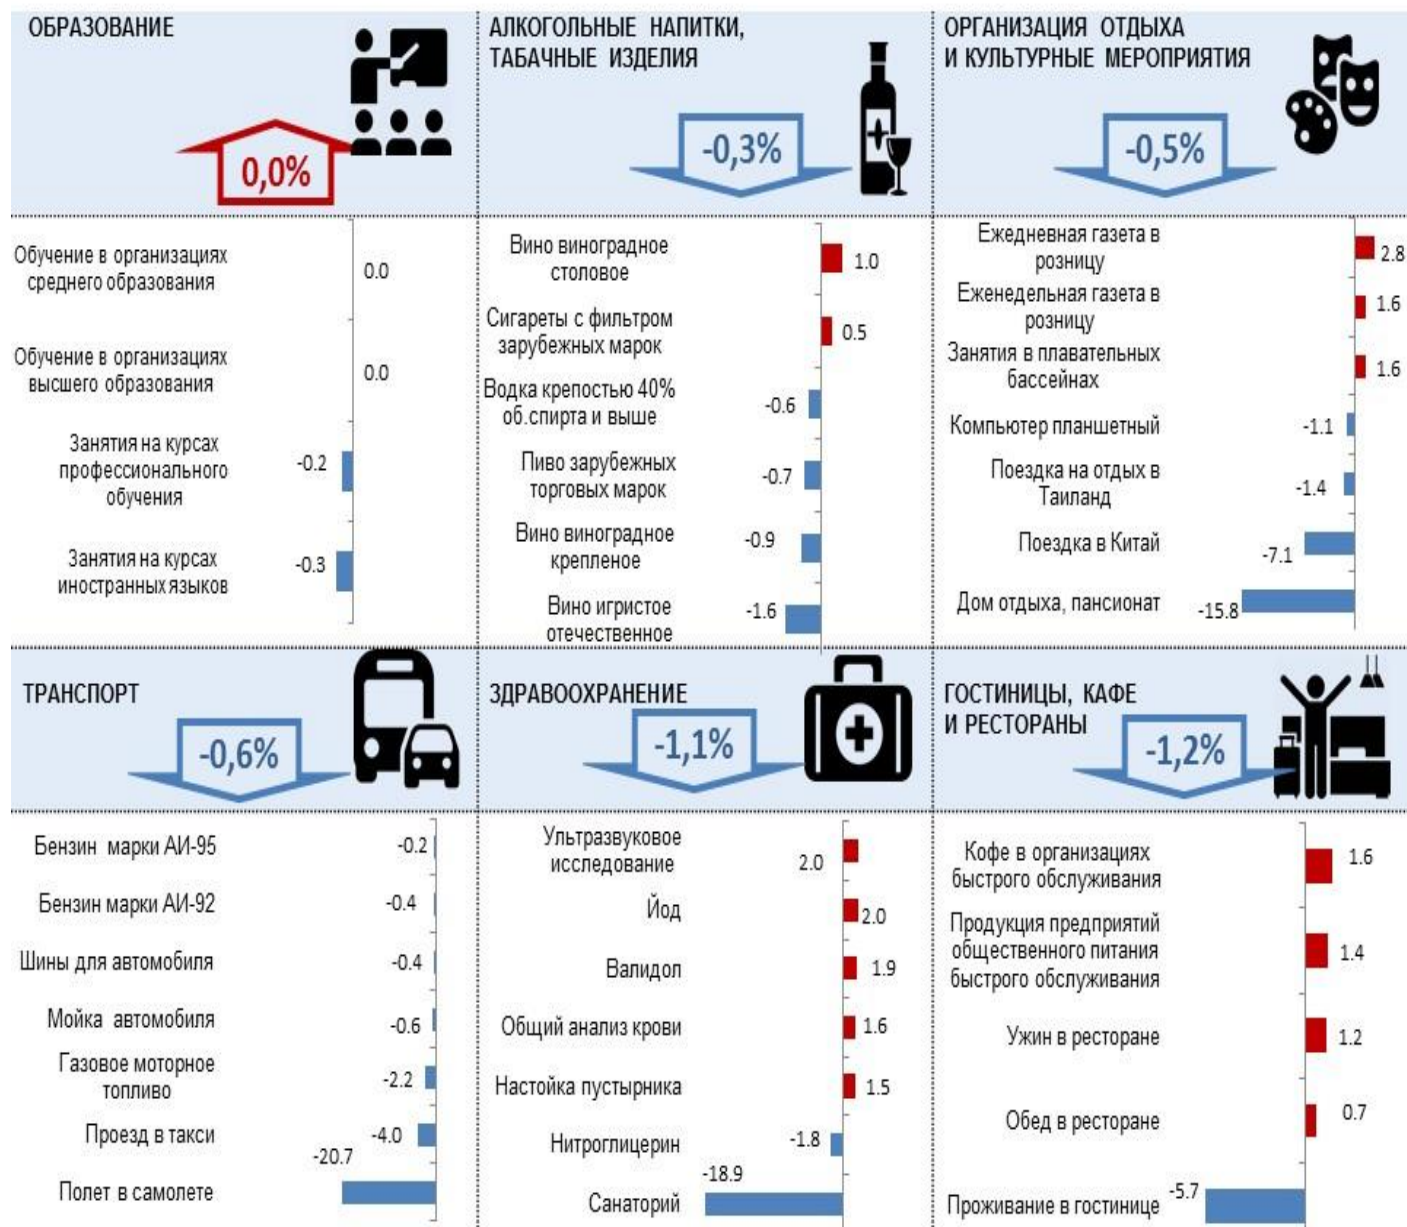 ОБРАЗОВАНИЕ
0,0%
Обучение в организациях
среднего образования
0.0
Обучение в организациях
высшего образования
0.0
Занятия на курсах
профессионального
обучения
-0.2
Занятия на курсах
иностранных языков
-0.3
АЛКОГОЛЬНЫЕ НАПИТКИ,
ТАБАЧНЫЕ ИЗДЕЛИЯ
-0,3%
Вино виноградное
столовое
1.0
Сигареты с фильтром
зарубежных марок
0.5
Водка крепостью 40%
об.спирта и выше
-0.6
Пиво зарубежных
торговых марок
-0.7
Вино виноградное
крепленое
-0.9
Вино игристое
отечественное
-1.6
ОРГАНИЗАЦИЯ ОТДЫХА
И КУЛЬТУРНЫЕ МЕРОПРИЯТИЯ
-0,5%
Ежедневная газета в
розницу
2.8
Еженедельная газета в
розницу
1.6
Занятия в плавательных
бассейнах
1.6
Компьютер планшетный
-1.1
Поездка на отдых в
Таиланд
-1.4
Поездка в Китай
-7.1
Дом отдыха, пансионат
-15.8
ТРАНСПОРТ
-0,6%
Бензин марки АИ-95
-0.2
Бензин марки АИ-92
-0.4
Шины для автомобиля
-0.4
Мойка автомобиля
-0.6
Газовое моторное
топливо
-2.2
Проезд в такси
-4.0
Полет в самолете
-20.7
ЗДРАВООХРАНЕНИЕ
-1,1%
Ультразвуковое
исследование
2.0
Йод
2.0
Валидол
1.9
Общий анализ крови
1.6
Настойка пустырника
1.5
Нитроглицерин
-1.8
Санаторий
-18.9
ГОСТИНИЦЫ, КАФЕ
И РЕСТОРАНЫ
-1,2%
Кофе в организациях
быстрого обслуживания
1.6
Продукция предприятий
общественного питания
быстрого обслуживания
1.4
Ужин в ресторане
1.2
Обед в ресторане
0.7
Проживание в гостинице
-5.7